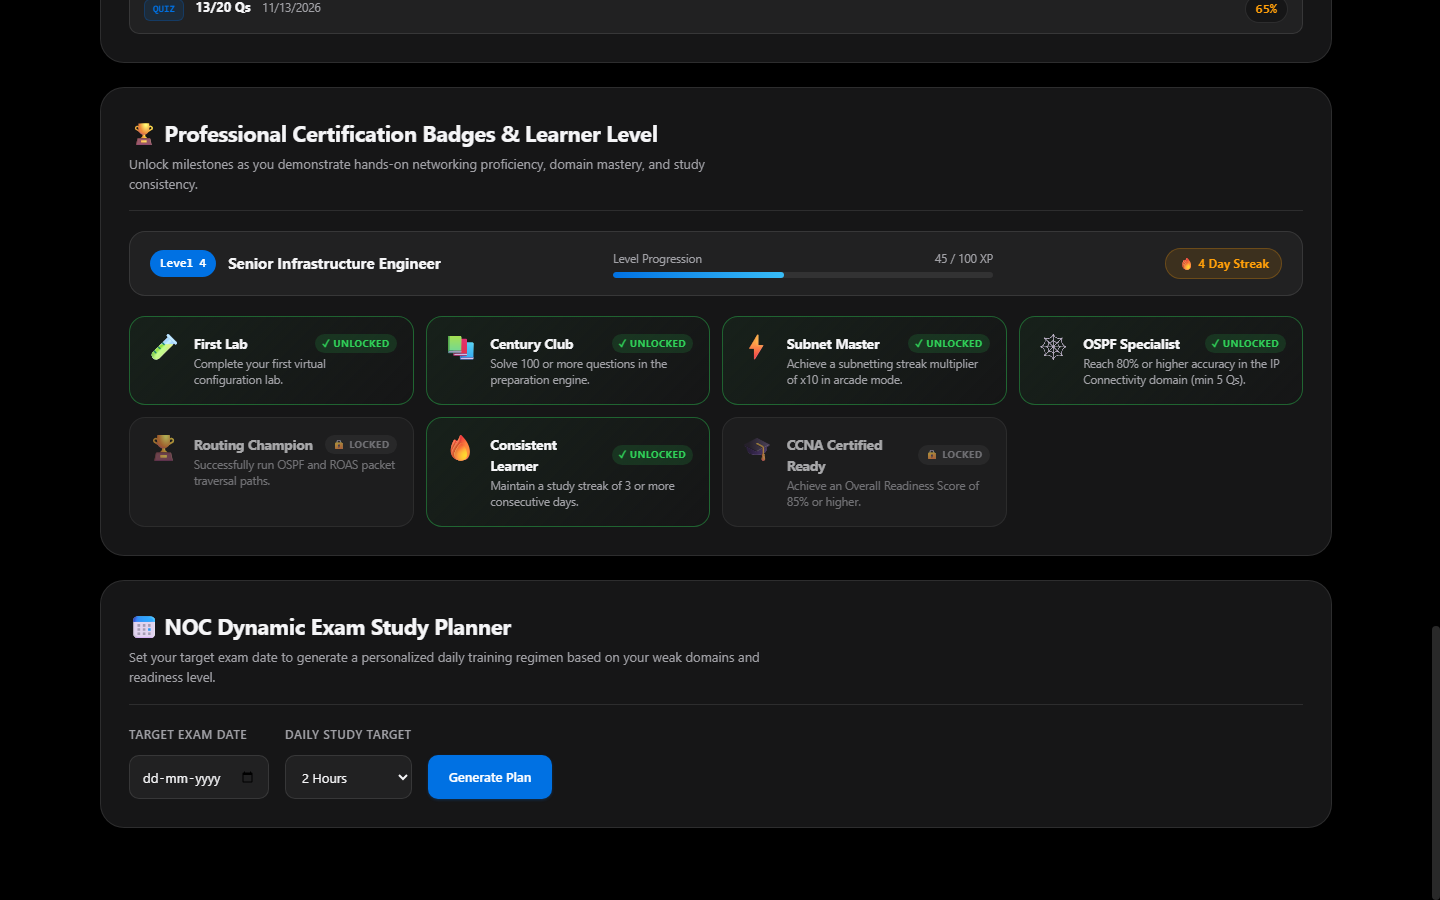 QUIZ 13/20 Qs 11/13/2026 65%
Professional Certification Badges & Learner Level
Unlock milestones as you demonstrate hands-on networking proficiency, domain mastery, and study
consistency.
Level 4 Senior Infrastructure Engineer
Level Progression 45 / 100 XP
4 Day Streak
First Lab ✓ UNLOCKED
Complete your first virtual
configuration lab.
Century Club ✓ UNLOCKED
Solve 100 or more questions in the
preparation engine.
Subnet Master ✓ UNLOCKED
Achieve a subnetting streak multiplier
of x10 in arcade mode.
OSPF Specialist ✓ UNLOCKED
Reach 80% or higher accuracy in the IP
Connectivity domain (min 5 Qs).
Routing Champion LOCKED
Successfully run OSPF and ROAS packet
traversal paths.
Consistent
Learner ✓ UNLOCKED
Maintain a study streak of 3 or more
consecutive days.
CCNA Certified
Ready LOCKED
Achieve an Overall Readiness Score of
85% or higher.
NOC Dynamic Exam Study Planner
Set your target exam date to generate a personalized daily training regimen based on your weak domains and
readiness level.
TARGET EXAM DATE DAILY STUDY TARGET
dd-mm-yyyy 2 Hours Generate Plan